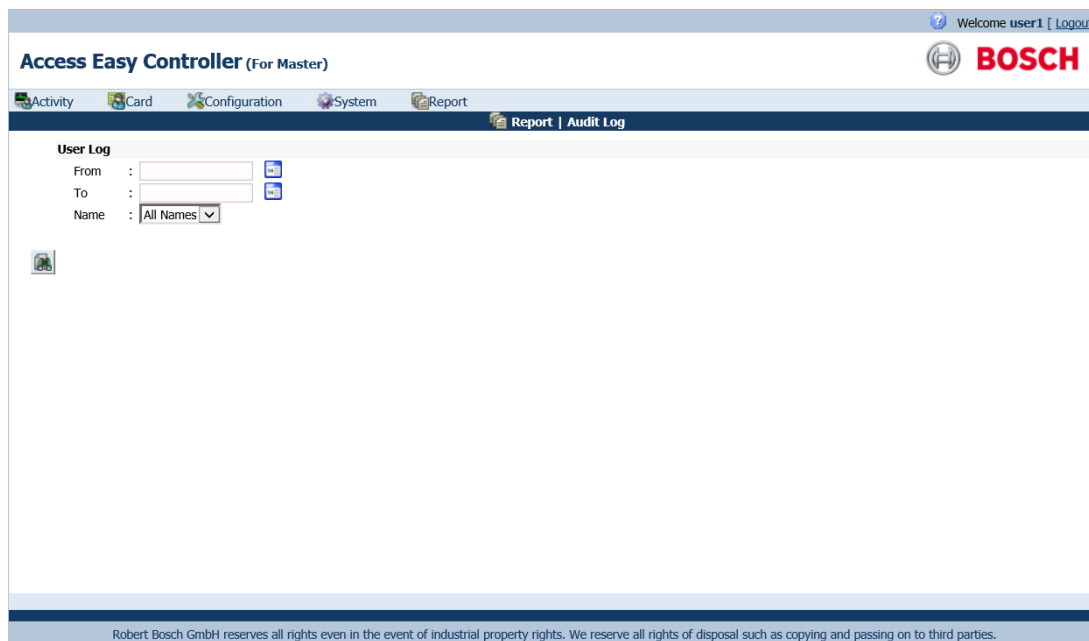 Welcome user1 [ Logout
Access Easy Controller (For Master)
BOSCH
Activity Card Configuration System Report
Report | Audit Log
User Log
From :
To :
Name : All Names
Robert Bosch GmbH reserves all rights even in the event of industrial property rights. We reserve all rights of disposal such as copying and passing on to third parties.